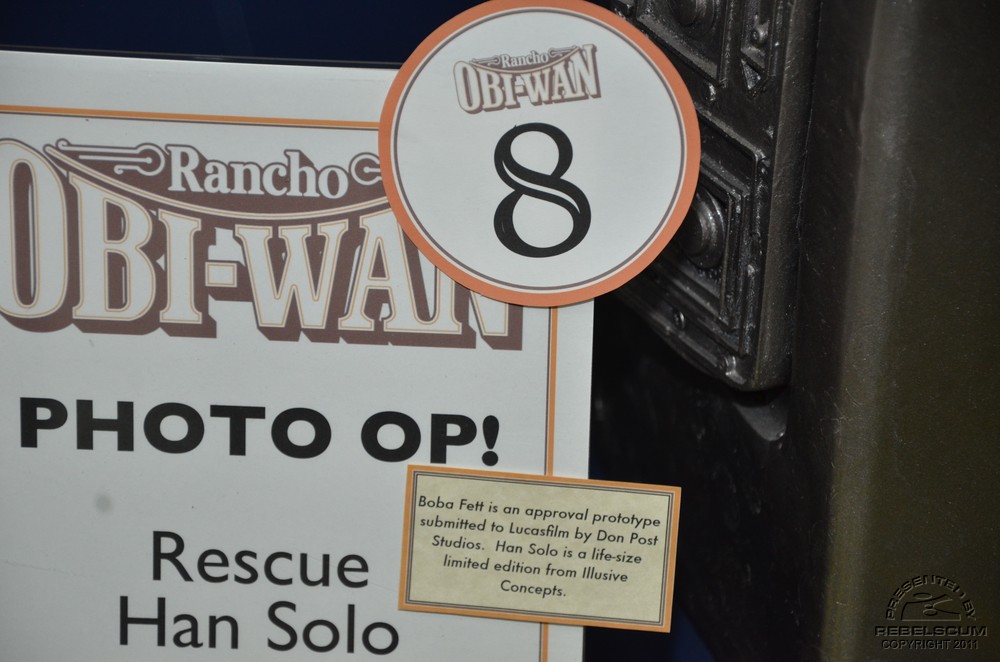 Rancho
OBI-WAN
8
Rancho
OBI-WAN
PHOTO OP!
Rescue
Han Solo
Boba Fett is an approval prototype
submitted to Lucasfilm by Don Post
Studios. Han Solo is a life-size
limited edition from Illusive
Concepts.
PRESENTED BY
REBELSCUM
COPYRIGHT 2011